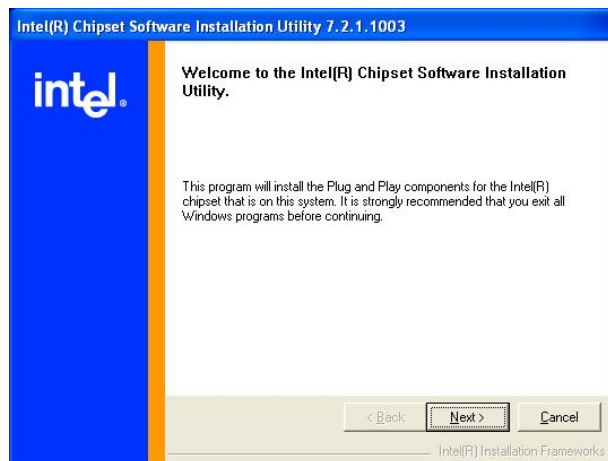 Intel(R) Chipset Software Installation Utility 7.2.1.1003
intel®
Welcome to the Intel(R) Chipset Software Installation
Utility.
This program will install the Plug and Play components for the Intel(R)
chipset that is on this system. It is strongly recommended that you exit all
Windows programs before continuing.
< Back
Next >
Cancel
Intel(R) Installation Frameworks